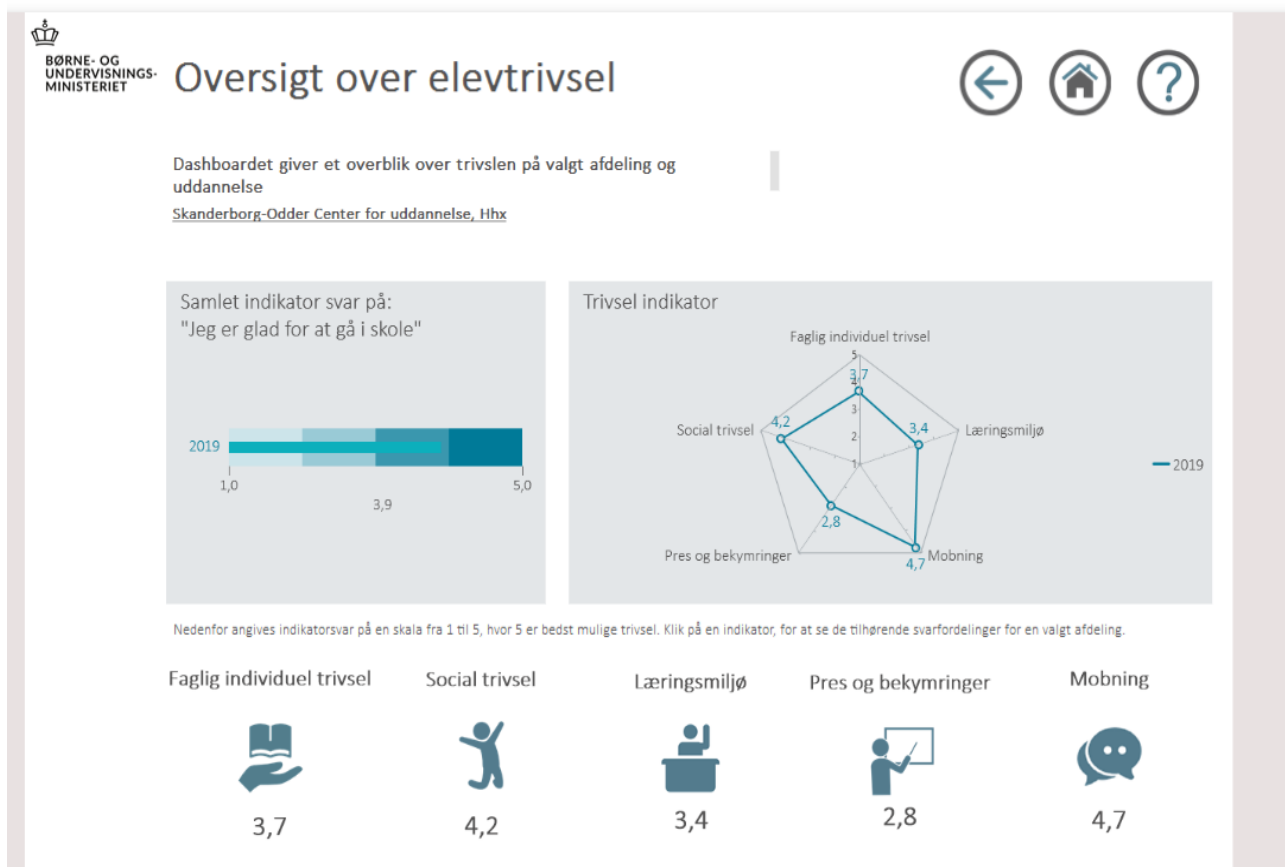 BØRNE- OG
UNDERVISNINGS-
MINISTERIET
Oversigt over elevtrivsel
?
Dashboardet giver et overblik over trivslen på valgt afdeling og
uddannelse
Skanderborg-Odder Center for uddannelse, Hhx
Samlet indikator svar på:
"Jeg er glad for at gå i skole"
2019
1,0
5,0
3,9
Trivsel indikator
Faglig individuel trivsel
5
3,7
4
3
4,2
Social trivsel
3,4
Læringsmiljø
2
1
2019
2,8
Pres og bekymringer
4,7
Mobning
Nedenfor angives indikatorsvar på en skala fra 1 til 5, hvor 5 er bedst mulige trivsel. Klik på en indikator, for at se de tilhørende svarfordelinger for en valgt afdeling.
Faglig individuel trivsel
Social trivsel
Læringsmiljø
Pres og bekymringer
Mobning
3,7
4,2
3,4
2,8
4,7